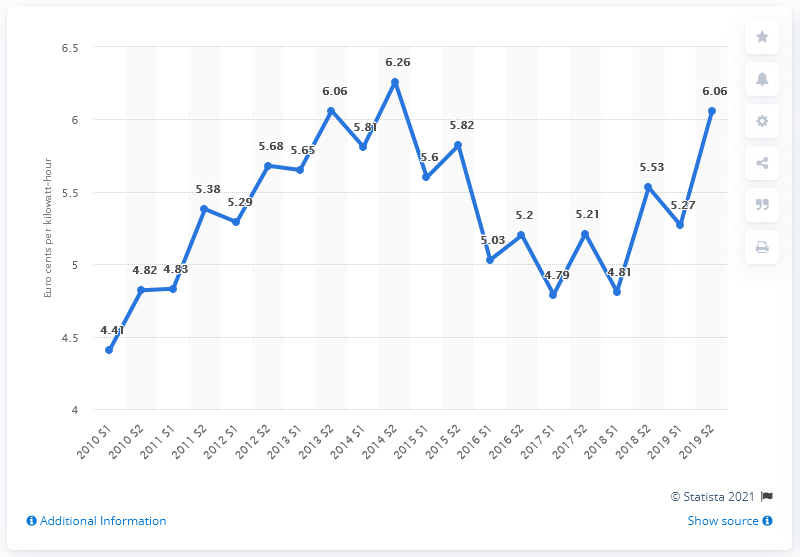 6.5
6
5.5
5
4.5
4
Euro cents per kilowatt-hour
4.41
4.82
4.83
5.38
5.29
5.68
5.65
6.06
5.81
6.26
5.6
5.82
5.03
5.2
4.79
5.21
4.81
5.53
5.27
6.06
2010 S1
2010 S2
2011 S1
2011 S2
2012 S1
2012 S2
2013 S1
2013 S2
2014 S1
2014 S2
2015 S1
2015 S2
2016 S1
2016 S2
2017 S1
2017 S2
2018 S1
2018 S2
2019 S1
2019 S2
© Statista 2021
Additional Information
Show source